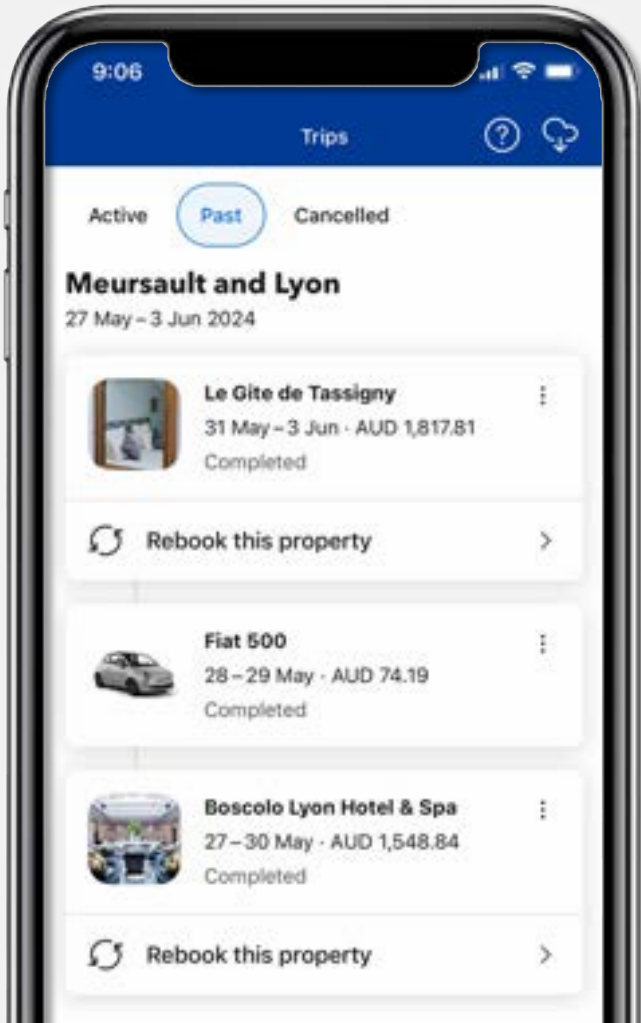 9:06
Trips
Active Past Cancelled
Meursault and Lyon
27 May – 3 Jun 2024
Le Gite de Tassigny
31 May – 3 Jun · AUD 1,817.81
Completed
Rebook this property
Fiat 500
28 – 29 May · AUD 74.19
Completed
Boscolo Lyon Hotel & Spa
27 – 30 May · AUD 1,548.84
Completed
Rebook this property